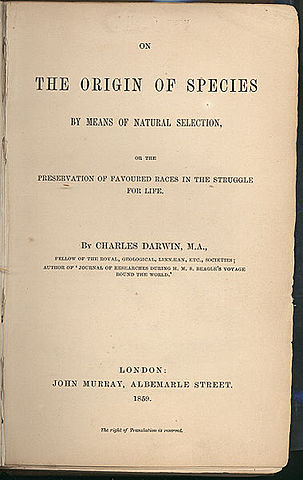 ON
THE ORIGIN OF SPECIES
BY MEANS OF NATURAL SELECTION,
OR THE
PRESERVATION OF FAVOURED RACES IN THE STRUGGLE
FOR LIFE.
BY CHARLES DARWIN, M.A.,
FELLOW OF THE ROYAL, GEOLOGICAL, LINNÆAN, ETC., SOCIETIES;
AUTHOR OF ‘JOURNAL OF RESEARCHES DURING H. M. S. BEAGLE’S VOYAGE
ROUND THE WORLD.’
LONDON:
JOHN MURRAY, ALBEMARLE STREET.
1859.
The right of Translation is reserved.